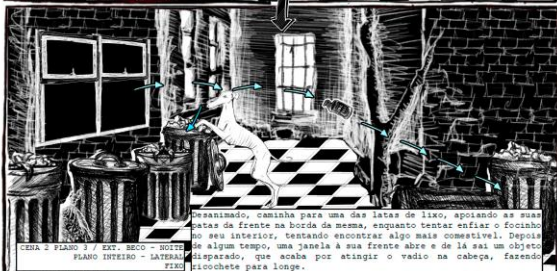 Desanimado, caminha para uma das latas de lixo, apoiando as suas
patas da frente na borda da mesma, enquanto tentar enfiar o focinho
no seu interior, tentando encontrar algo mais comestível. Depois
de algum tempo, uma janela à sua frente abre e de lá sai um objeto
disparado, que acaba por atingir o vadio na cabeça, fazendo
ricochete para longe.
CENA 2 PLANO 3 / EXT. BECO - NOITE
PLANO INTEIRO - LATERAL
FIXO